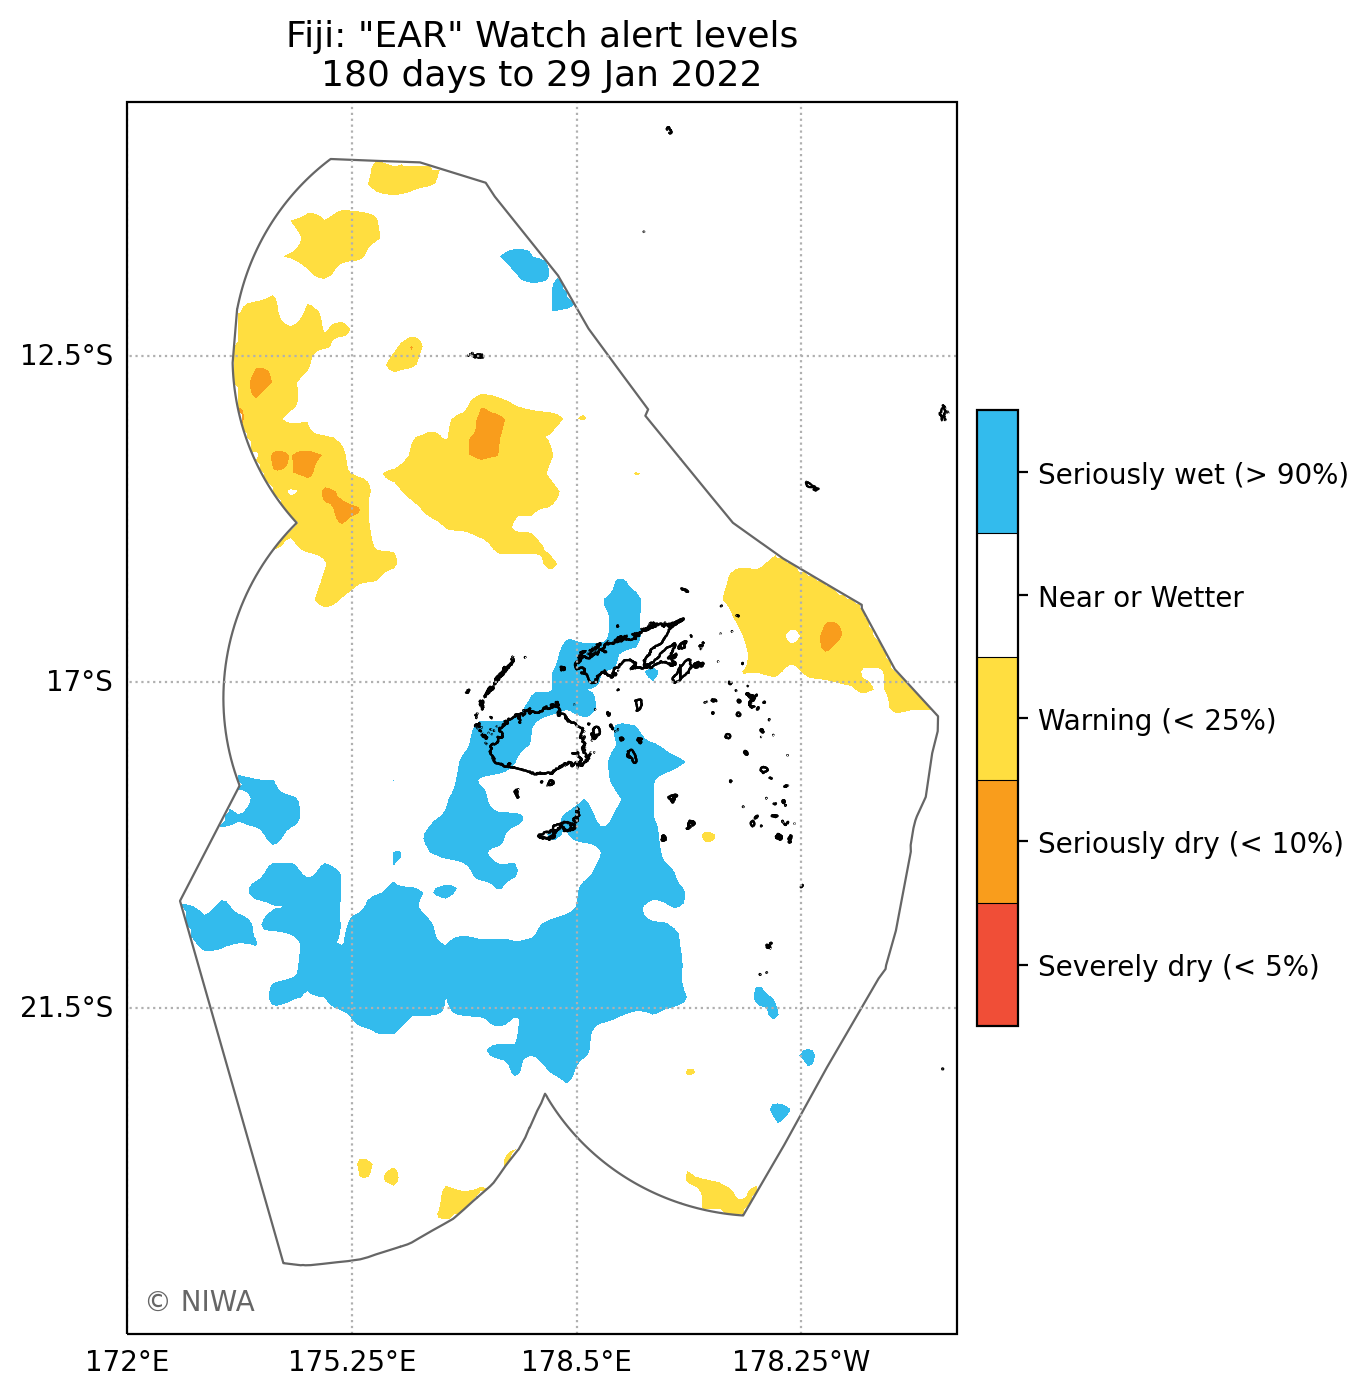 Fiji: "EAR" Watch alert levels
180 days to 29 Jan 2022
12.5°S
17°S
21.5°S
172°E
175.25°E
178.5°E
178.25°W
© NIWA
Seriously wet (> 90%)
Near or Wetter
Warning (< 25%)
Seriously dry (< 10%)
Severely dry (< 5%)